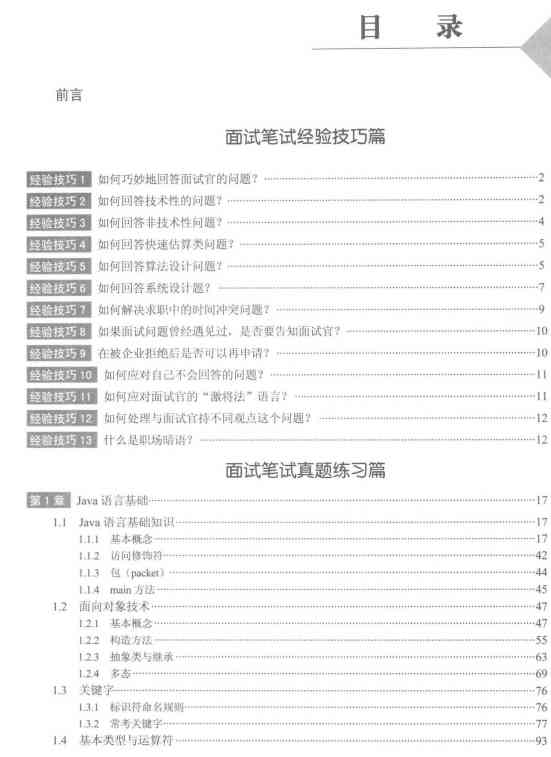 目 录
前言
面试笔试经验技巧篇
经验技巧 1 如何巧妙地回答面试官的问题？ 2
经验技巧 2 如何回答技术性的问题？ 2
经验技巧 3 如何回答非技术性问题？ 4
经验技巧 4 如何回答快速估算类问题？ 5
经验技巧 5 如何回答算法设计问题？ 5
经验技巧 6 如何回答系统设计题？ 7
经验技巧 7 如何解决求职中的时间冲突问题？ 9
经验技巧 8 如果面试问题曾经遇见过，是否要告知面试官？ 10
经验技巧 9 在被企业拒绝后是否可以再申请？ 10
经验技巧 10 如何应对自己不会回答的问题？ 11
经验技巧 11 如何应对面试官的“激将法”语言？ 11
经验技巧 12 如何处理与面试官持不同观点这个问题？ 12
经验技巧 13 什么是职场暗语？ 12
面试笔试真题练习篇
第 1 章 Java 语言基础 17
1.1 Java 语言基础知识 17
1.1.1 基本概念 17
1.1.2 访问修饰符 42
1.1.3 包（packet） 44
1.1.4 main 方法 45
1.2 面向对象技术 47
1.2.1 基本概念 47
1.2.2 构造方法 55
1.2.3 抽象类与继承 63
1.2.4 多态 69
1.3 关键字 76
1.3.1 标识符命名规则 76
1.3.2 常考关键字 77
1.4 基本类型与运算符 93